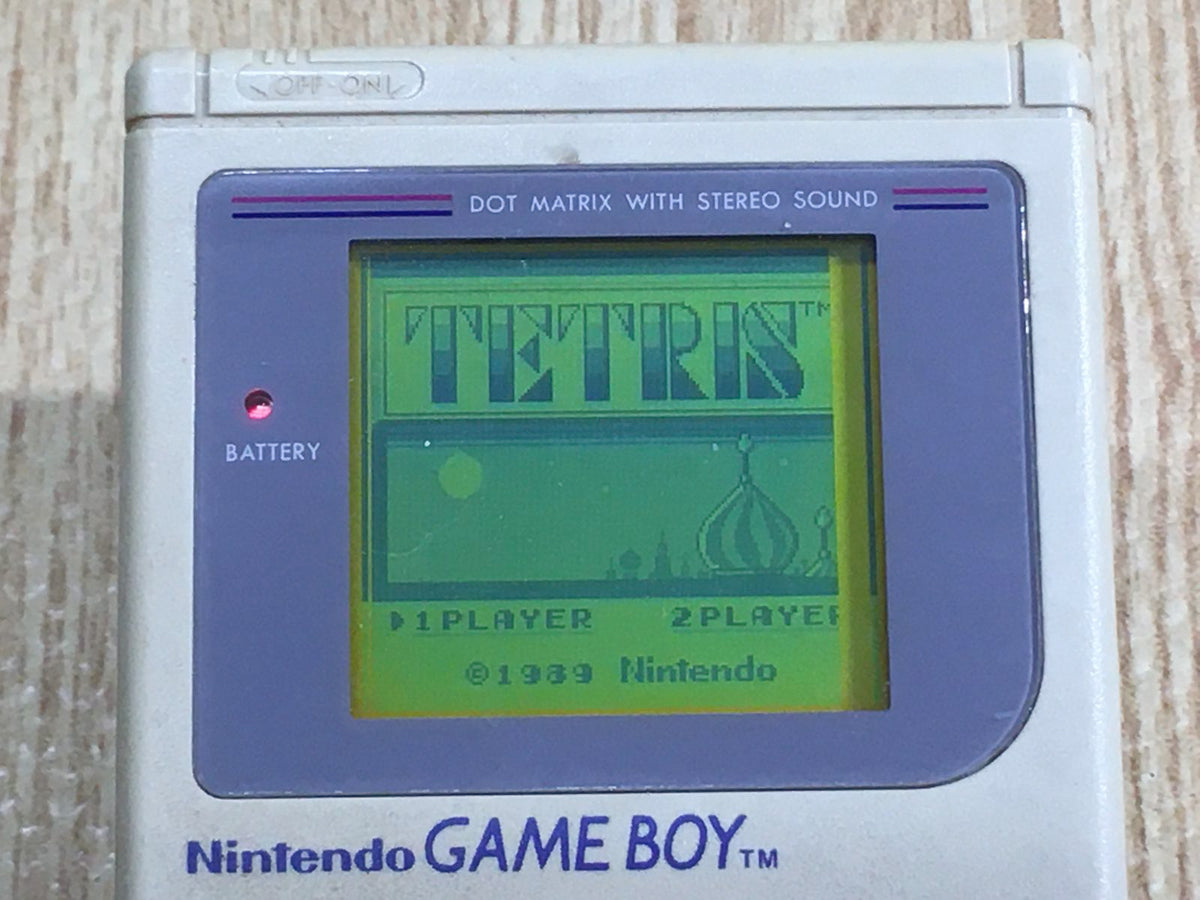 OFF-ON
DOT MATRIX WITH STEREO SOUND
TETRIS™
BATTERY
1PLAYER 2PLAYER
©1989 Nintendo
Nintendo GAME BOY™